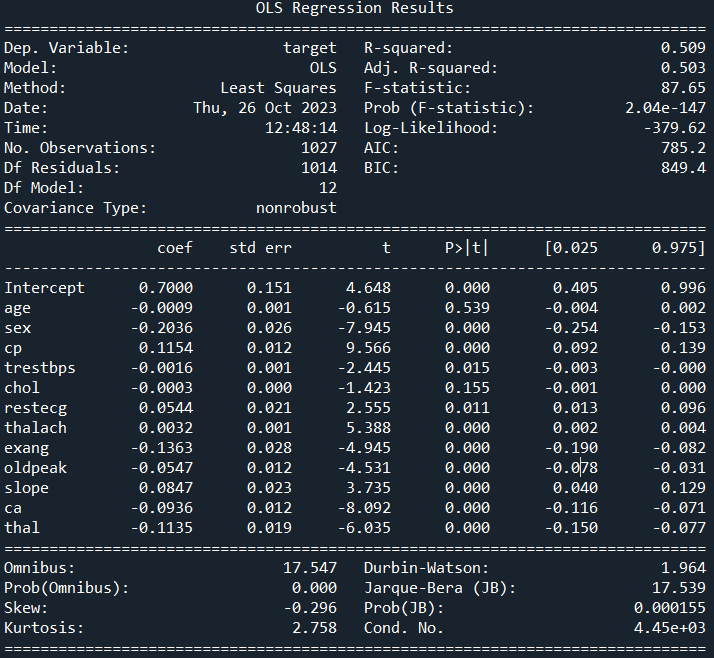 OLS Regression Results
==============================================================================
Dep. Variable:                 target   R-squared:                       0.509
Model:                            OLS   Adj. R-squared:                  0.503
Method:                 Least Squares   F-statistic:                     87.65
Date:                Thu, 26 Oct 2023   Prob (F-statistic):          2.04e-147
Time:                        12:48:14   Log-Likelihood:                -379.62
No. Observations:                1027   AIC:                             785.2
Df Residuals:                    1014   BIC:                             849.4
Df Model:                          12
Covariance Type:            nonrobust
==============================================================================
                 coef    std err          t      P>|t|      [0.025      0.975]
------------------------------------------------------------------------------
Intercept      0.7000      0.151      4.648      0.000       0.405       0.996
age           -0.0009      0.001     -0.615      0.539      -0.004       0.002
sex           -0.2036      0.026     -7.945      0.000      -0.254      -0.153
cp             0.1154      0.012      9.566      0.000       0.092       0.139
trestbps      -0.0016      0.001     -2.445      0.015      -0.003      -0.000
chol          -0.0003      0.000     -1.423      0.155      -0.001       0.000
restecg        0.0544      0.021      2.555      0.011       0.013       0.096
thalach        0.0032      0.001      5.388      0.000       0.002       0.004
exang         -0.1363      0.028     -4.945      0.000      -0.190      -0.082
oldpeak       -0.0547      0.012     -4.531      0.000      -0.078      -0.031
slope          0.0847      0.023      3.735      0.000       0.040       0.129
ca            -0.0936      0.012     -8.092      0.000      -0.116      -0.071
thal          -0.1135      0.019     -6.035      0.000      -0.150      -0.077
==============================================================================
Omnibus:                       17.547   Durbin-Watson:                   1.964
Prob(Omnibus):                  0.000   Jarque-Bera (JB):               17.539
Skew:                          -0.296   Prob(JB):                     0.000155
Kurtosis:                       2.758   Cond. No.                     4.45e+03
==============================================================================